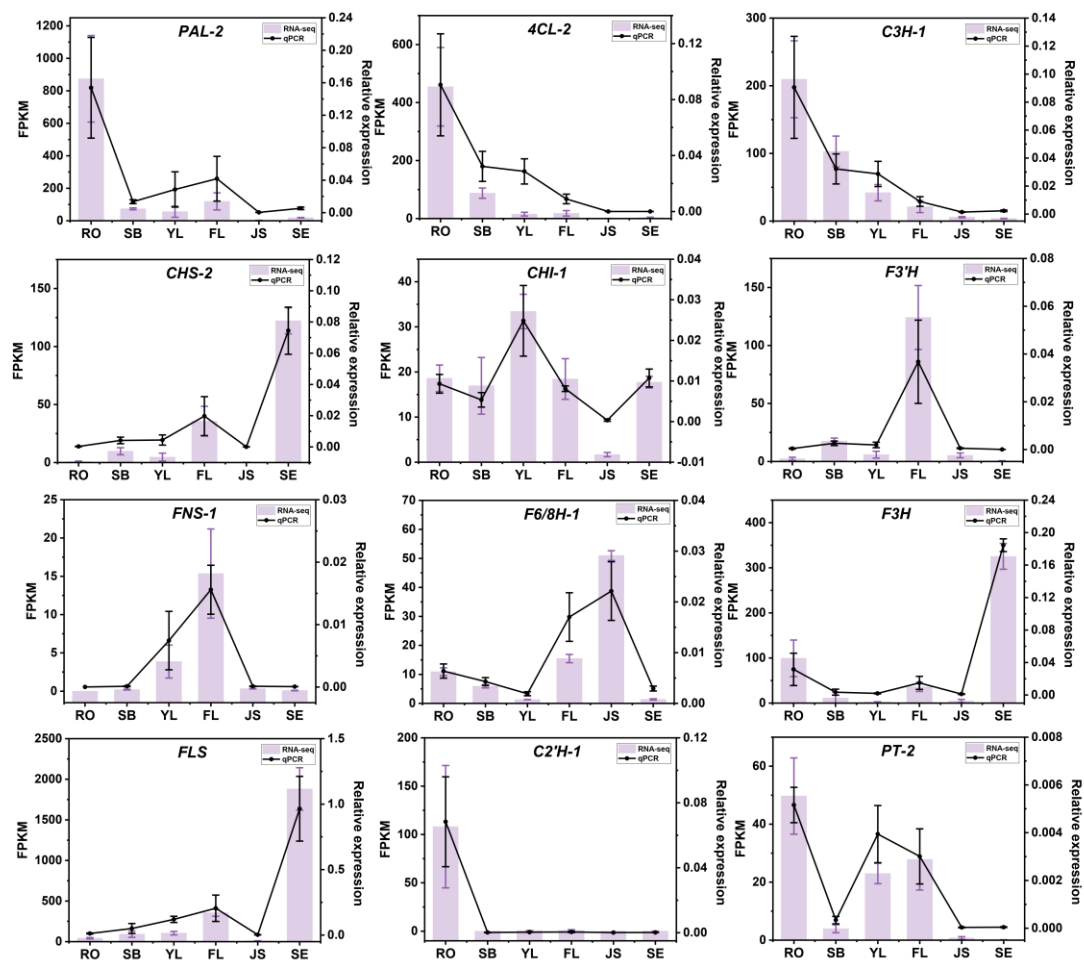 PAL-2
RNA-seq
qPCR
FPKM
1200
1000
800
600
400
200
0
0.24
0.20
0.16
0.12
0.08
0.04
0.00
Relative expression
RO SB YL FL JS SE
4CL-2
RNA-seq
qPCR
FPKM
600
400
200
0
0.12
0.08
0.04
0.00
Relative expression
RO SB YL FL JS SE
C3H-1
RNA-seq
qPCR
FPKM
300
200
100
0
0.14
0.12
0.10
0.08
0.06
0.04
0.02
0.00
Relative expression
RO SB YL FL JS SE
CHS-2
RNA-seq
qPCR
FPKM
150
100
50
0
0.12
0.10
0.08
0.06
0.04
0.02
0.00
Relative expression
RO SB YL FL JS SE
CHI-1
RNA-seq
qPCR
FPKM
40
30
20
10
0
0.04
0.03
0.02
0.01
0.00
-0.01
Relative expression
RO SB YL FL JS SE
F3'H
RNA-seq
qPCR
FPKM
150
100
50
0
0.08
0.06
0.04
0.02
0.00
Relative expression
RO SB YL FL JS SE
FNS-1
RNA-seq
qPCR
FPKM
25
20
15
10
5
0
0.03
0.02
0.01
0.00
Relative expression
RO SB YL FL JS SE
F6/8H-1
RNA-seq
qPCR
FPKM
70
60
50
40
30
20
10
0
0.04
0.03
0.02
0.01
0.00
Relative expression
RO SB YL FL JS SE
F3H
RNA-seq
qPCR
FPKM
400
300
200
100
0
0.24
0.20
0.16
0.12
0.08
0.04
0.00
Relative expression
RO SB YL FL JS SE
FLS
RNA-seq
qPCR
FPKM
2500
2000
1500
1000
500
0
1.5
1.0
0.5
0.0
Relative expression
RO SB YL FL JS SE
C2'H-1
RNA-seq
qPCR
FPKM
200
150
100
50
0
0.12
0.08
0.04
0.00
Relative expression
RO SB YL FL JS SE
PT-2
RNA-seq
qPCR
FPKM
60
40
20
0
0.008
0.006
0.004
0.002
0.000
Relative expression
RO SB YL FL JS SE